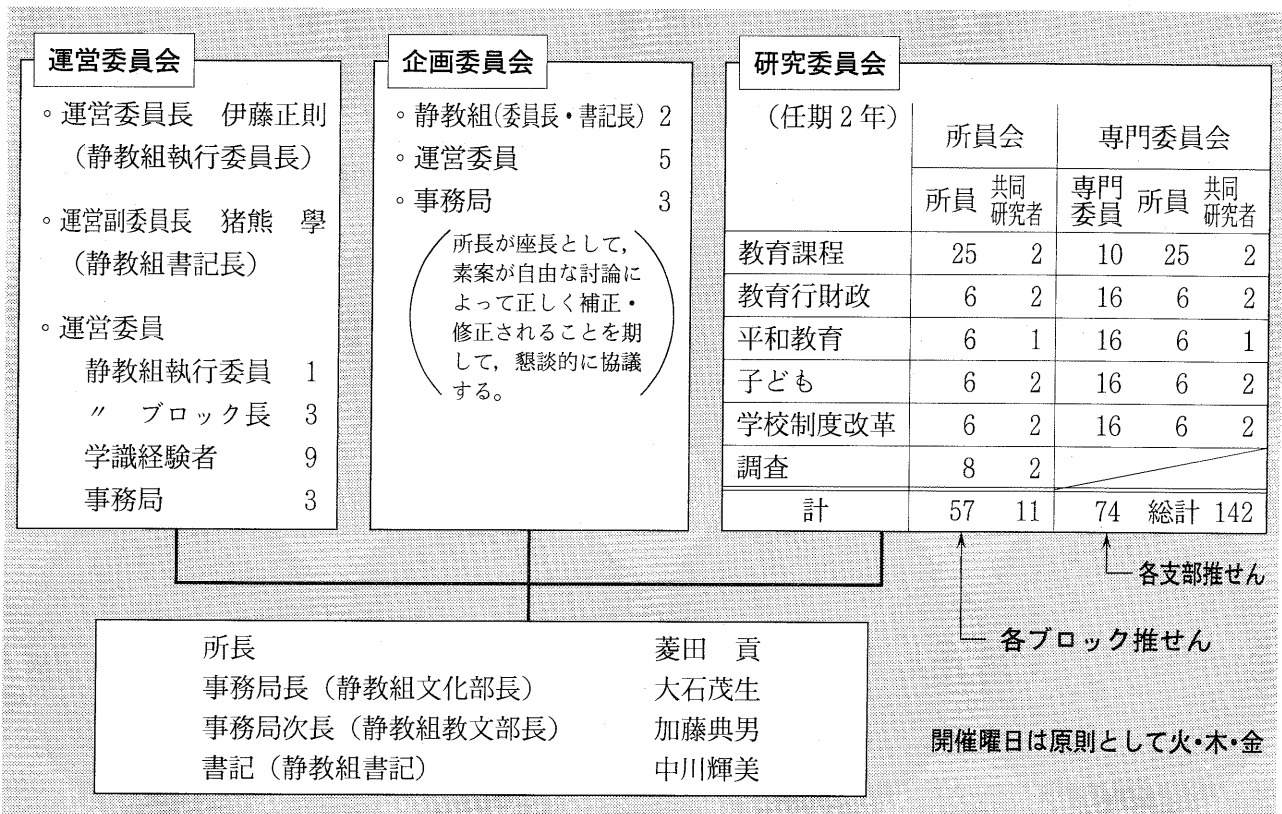 運営委員会
◦運営委員長 伊藤正則
(静教組執行委員長)
◦運営副委員長 猪熊 學
(静教組書記長)
◦運営委員
静教組執行委員 1
〃 ブロック長 3
学識経験者 9
事務局 3
企画委員会
◦静教組(委員長・書記長) 2
◦運営委員 5
◦事務局 3
(所長が座長として,
素案が自由な討論に
よって正しく補正・
修正されることを期
して,懇談的に協議
する。)
研究委員会
(任期2年)
所員会 専門委員会
所員 共同研究者 専門委員 所員 共同研究者
教育課程 25 2 10 25 2
教育行財政 6 2 16 6 2
平和教育 6 1 16 6 1
子ども 6 2 16 6 2
学校制度改革 6 2 16 6 2
調査 8 2
計 57 11 74 総計 142
各支部推せん
各ブロック推せん
所長 菱田 貢
事務局長(静教組文化部長) 大石茂生
事務局次長(静教組教文部長) 加藤典男
書記(静教組書記) 中川輝美
開催曜日は原則として火・木・金